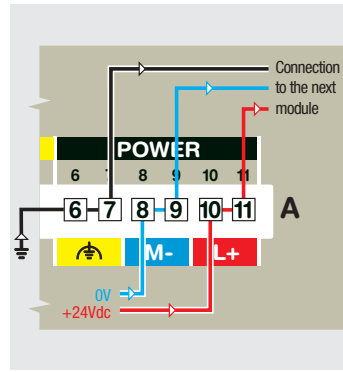 Connection
to the next
module
POWER
6 7 8 9 10 11
6 7 8 9 10 11 A
M- L+
0V
+24Vdc